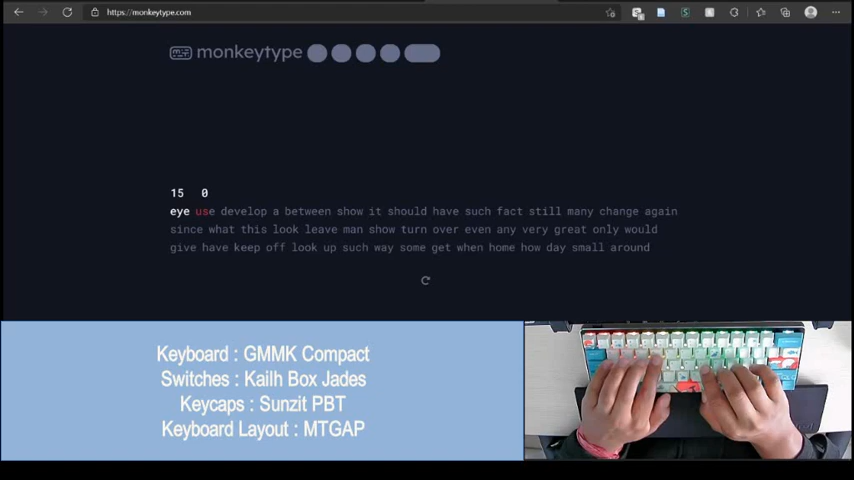 https://monkeytype.com
monkeytype
15 0
eye use develop a between show it should have such fact still many change again
since what this look leave man show turn over even any very great only would
give have keep off look up such way some get when home how day small around
Keyboard : GMMK Compact
Switches : Kailh Box Jades
Keycaps : Sunzit PBT
Keyboard Layout : MTGAP